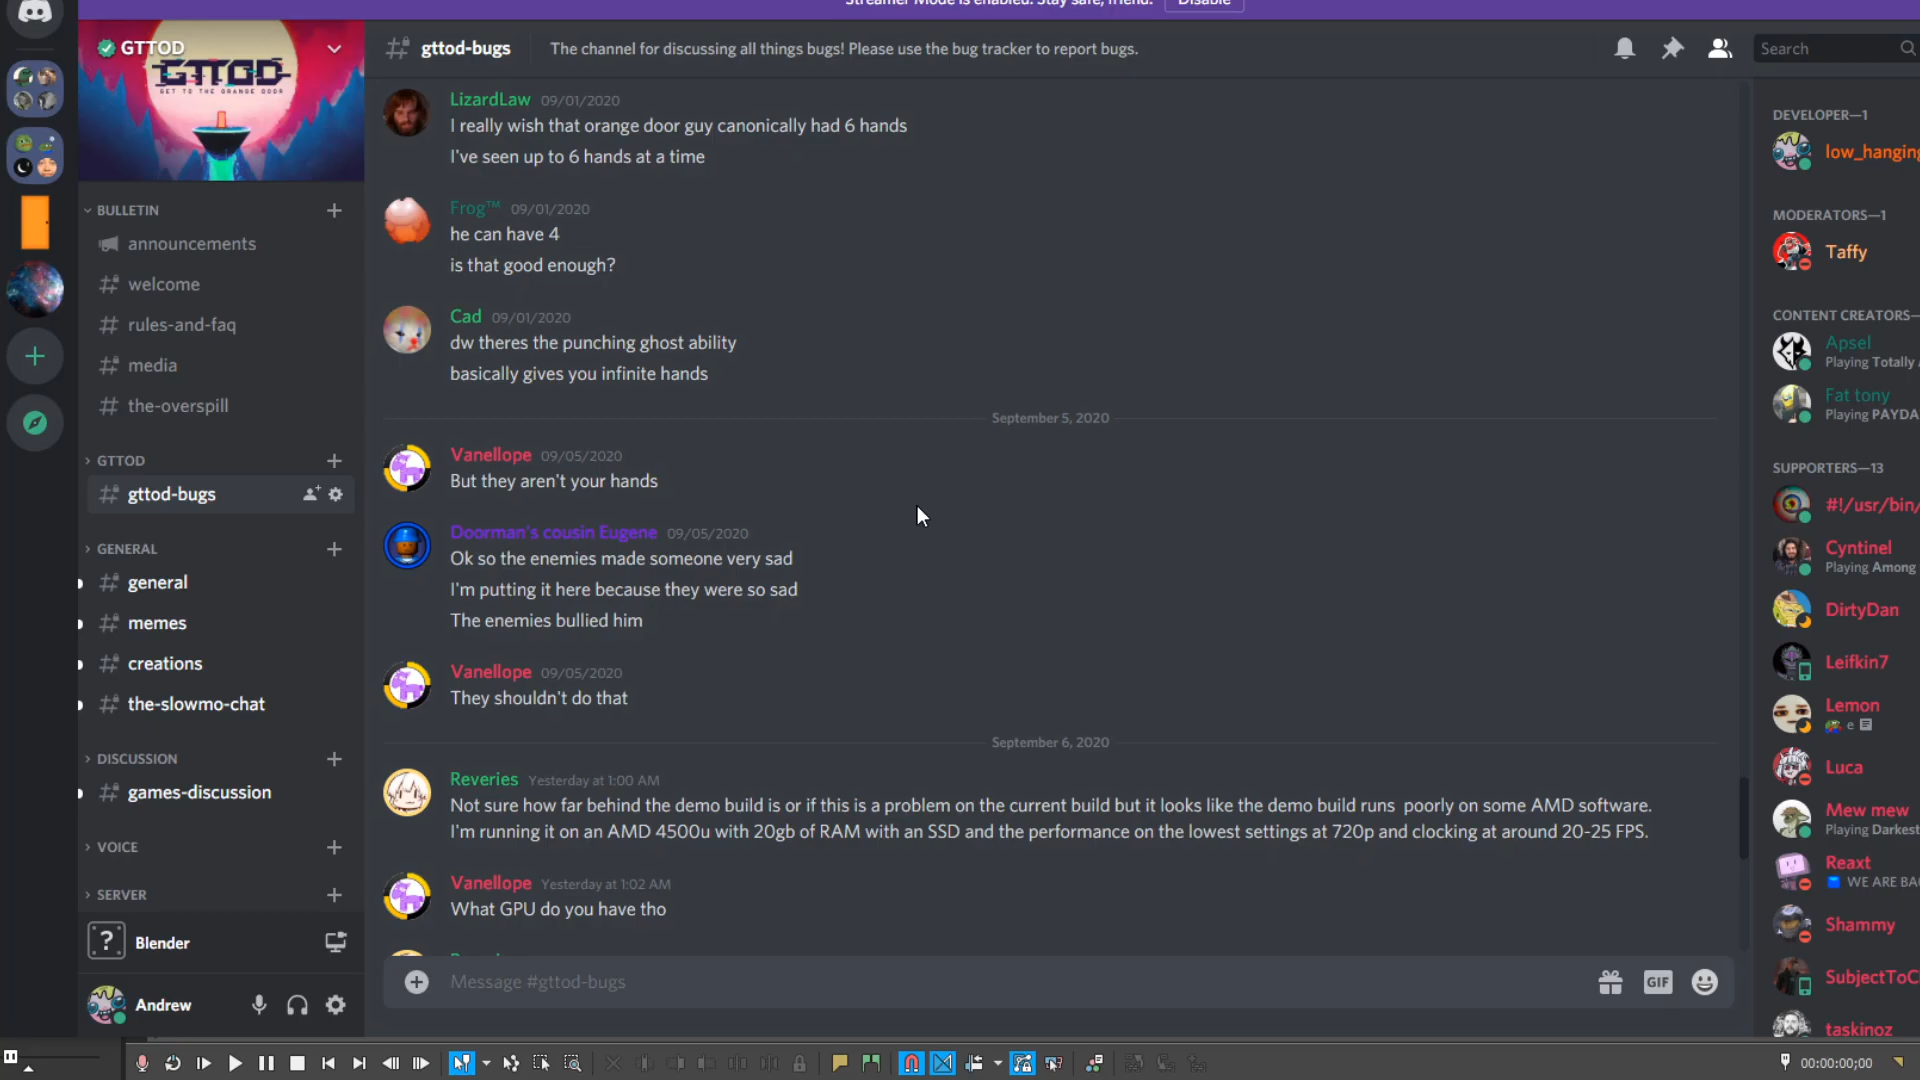 Disable
GTTOD
GTTOD
GET TO THE ORANGE DOOR
gttod-bugs
The channel for discussing all things bugs! Please use the bug tracker to report bugs.
Search
BULLETIN
announcements
welcome
rules-and-faq
media
the-overspill
GTTOD
gttod-bugs
GENERAL
general
memes
creations
the-slowmo-chat
DISCUSSION
games-discussion
VOICE
SERVER
Blender
Andrew
LizardLaw 09/01/2020
I really wish that orange door guy canonically had 6 hands
I've seen up to 6 hands at a time
Frog™ 09/01/2020
he can have 4
is that good enough?
Cad 09/01/2020
dw theres the punching ghost ability
basically gives you infinite hands
September 5, 2020
Vanellope 09/05/2020
But they aren't your hands
Doorman's cousin Eugene 09/05/2020
Ok so the enemies made someone very sad
I'm putting it here because they were so sad
The enemies bullied him
Vanellope 09/05/2020
They shouldn't do that
September 6, 2020
Reveries Yesterday at 1:00 AM
Not sure how far behind the demo build is or if this is a problem on the current build but it looks like the demo build runs poorly on some AMD software.
I'm running it on an AMD 4500u with 20gb of RAM with an SSD and the performance on the lowest settings at 720p and clocking at around 20-25 FPS.
Vanellope Yesterday at 1:02 AM
What GPU do you have tho
Message #gttod-bugs
GIF
DEVELOPER—1
low_hanging
MODERATORS—1
Taffy
CONTENT CREATORS—
Apsel
Playing Totally
Fat tony
Playing PAYDA
SUPPORTERS—13
#!/usr/bin/
Cyntinel
Playing Among
DirtyDan
Leifkin7
Lemon
e
Luca
Mew mew
Playing Darkest
Reaxt
WE ARE BA
Shammy
SubjectToC
taskinoz
00:00:00;00